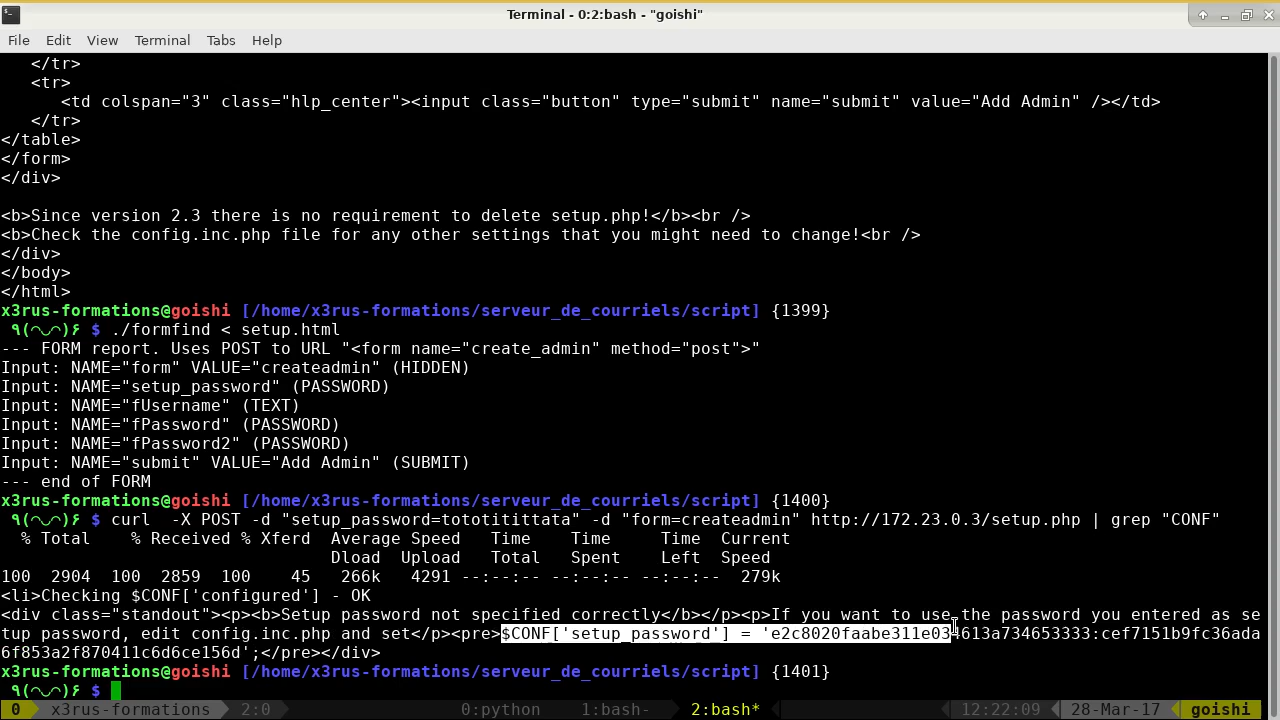 Terminal - 0:2:bash - "goishi"
File Edit View Terminal Tabs Help
</tr>
<tr>
<td colspan="3" class="hlp_center"><input class="button" type="submit" name="submit" value="Add Admin" /></td>
</tr>
</table>
</form>
</div>
<b>Since version 2.3 there is no requirement to delete setup.php!</b><br />
<b>Check the config.inc.php file for any other settings that you might need to change!<br />
</div>
</body>
</html>
x3rus-formations@goishi [/home/x3rus-formations/serveur_de_courriels/script] {1399}
٩(◠◡◠)۶ $ ./formfind < setup.html
--- FORM report. Uses POST to URL "<form name="create_admin" method="post">"
Input: NAME="form" VALUE="createadmin" (HIDDEN)
Input: NAME="setup_password" (PASSWORD)
Input: NAME="fUsername" (TEXT)
Input: NAME="fPassword" (PASSWORD)
Input: NAME="fPassword2" (PASSWORD)
Input: NAME="submit" VALUE="Add Admin" (SUBMIT)
--- end of FORM
x3rus-formations@goishi [/home/x3rus-formations/serveur_de_courriels/script] {1400}
٩(◠◡◠)۶ $ curl  -X POST -d "setup_password=tototitittata" -d "form=createadmin" http://172.23.0.3/setup.php | grep "CONF"
% Total    % Received % Xferd  Average Speed   Time    Time     Time  Current
Dload  Upload   Total   Spent    Left  Speed
100  2904  100  2859  100    45   266k   4291 --:--:-- --:--:-- --:--:--  279k
<li>Checking $CONF['configured'] - OK
<div class="standout"><p><b>Setup password not specified correctly</b></p><p>If you want to use the password you entered as se
tup password, edit config.inc.php and set</p><pre>$CONF['setup_password'] = 'e2c8020faabe311e034613a734653333:cef7151b9fc36ada
6f853a2f870411c6d6ce156d';</pre></div>
x3rus-formations@goishi [/home/x3rus-formations/serveur_de_courriels/script] {1401}
٩(◠◡◠)۶ $
0 x3rus-formations 2:0 0:python 1:bash- 2:bash* 12:22:09 28-Mar-17 goishi